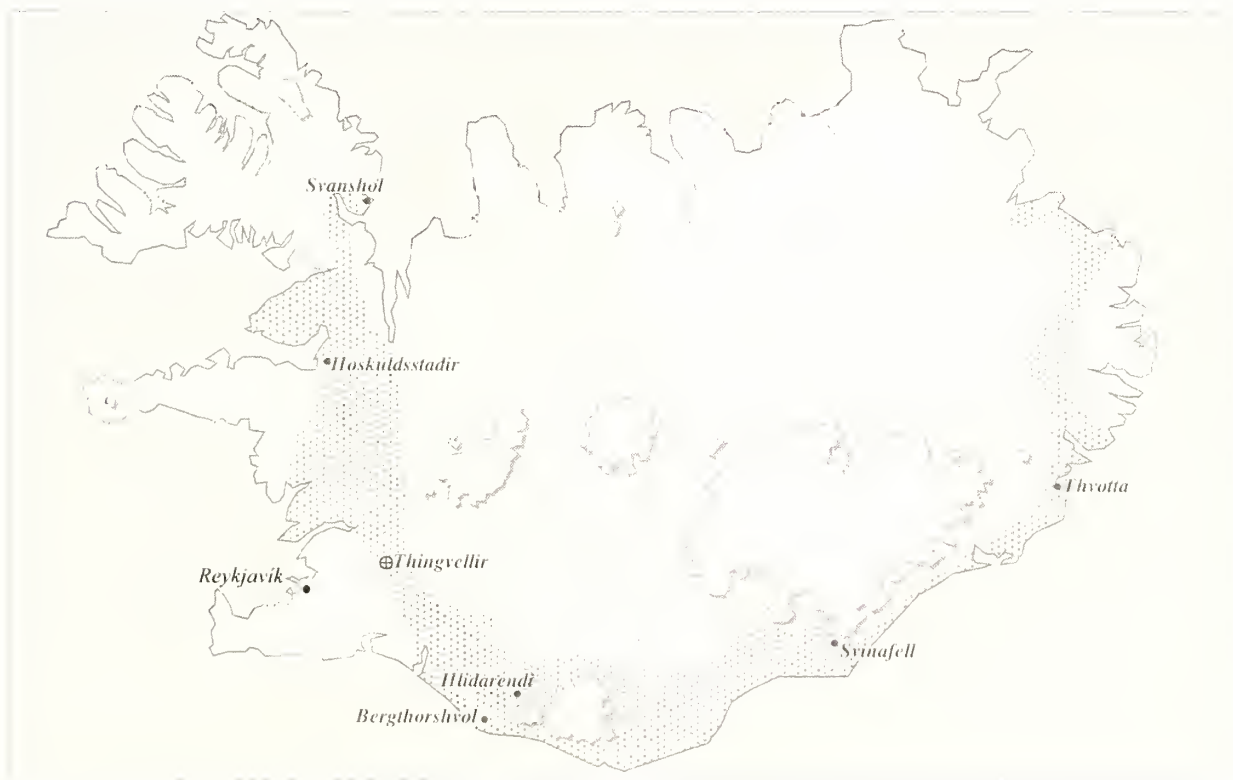 Svanshol
Hoskuldsstadir
Thvotta
Thingvellir
Reykjavík
Svinafell
Hlidarendi
Bergthorshvol